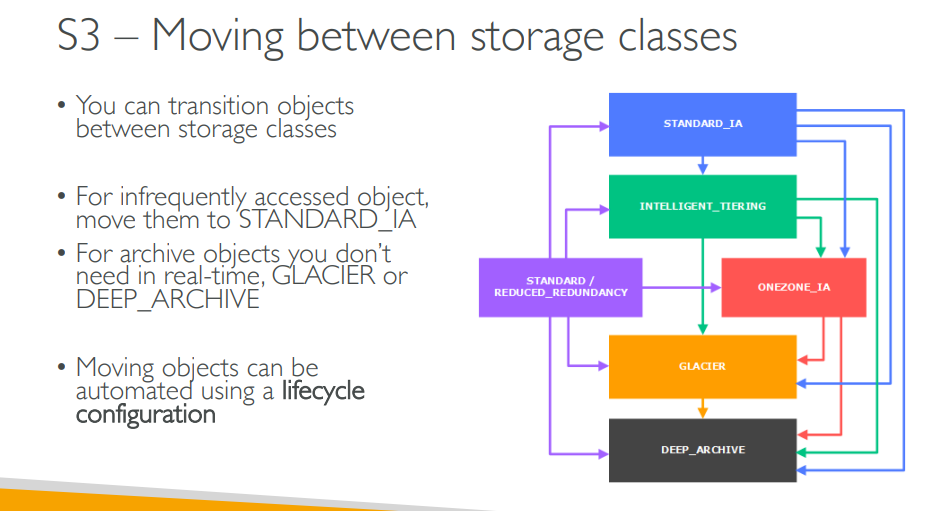 S3 – Moving between storage classes
• You can transition objects
between storage classes
• For infrequently accessed object,
move them to STANDARD_IA
• For archive objects you don’t
need in real-time, GLACIER or
DEEP_ARCHIVE
• Moving objects can be
automated using a lifecycle
configuration
STANDARD_IA
INTELLIGENT_TIERING
STANDARD /
REDUCED_REDUNDANCY
ONEZONE_IA
GLACIER
DEEP_ARCHIVE